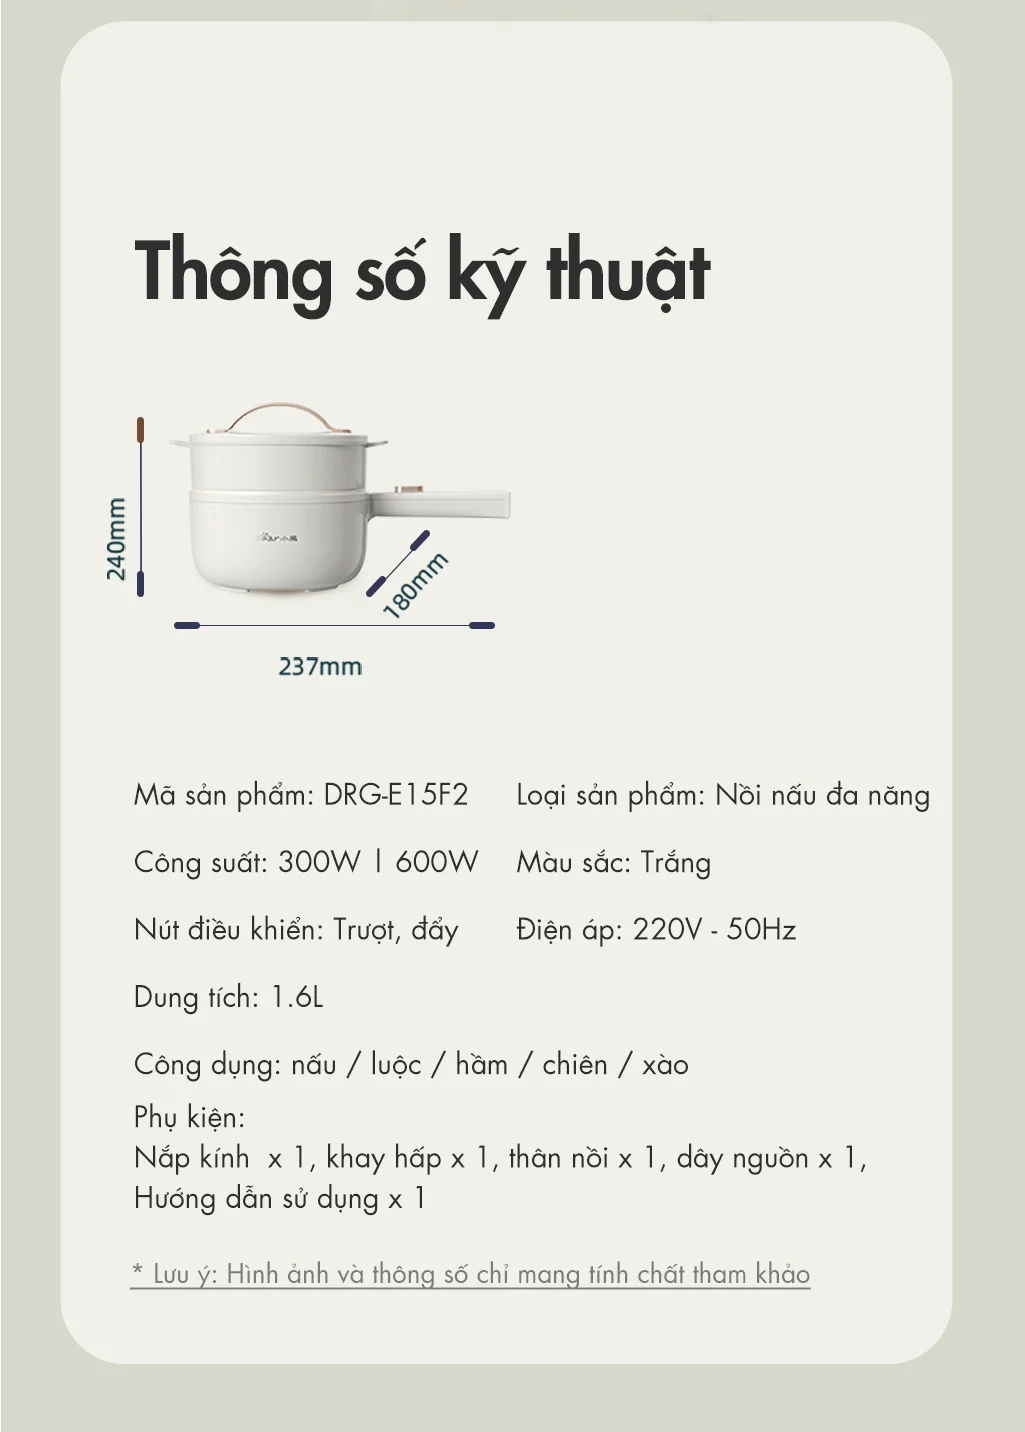 Thông số kỹ thuật
240mm
180mm
237mm
Mã sản phẩm: DRG-E15F2 Loại sản phẩm: Nồi nấu đa năng
Công suất: 300W | 600W Màu sắc: Trắng
Nút điều khiển: Trượt, đẩy Điện áp: 220V - 50Hz
Dung tích: 1.6L
Công dụng: nấu / luộc / hầm / chiên / xào
Phụ kiện:
Nắp kính x 1, khay hấp x 1, thân nồi x 1, dây nguồn x 1,
Hướng dẫn sử dụng x 1
* Lưu ý: Hình ảnh và thông số chỉ mang tính chất tham khảo